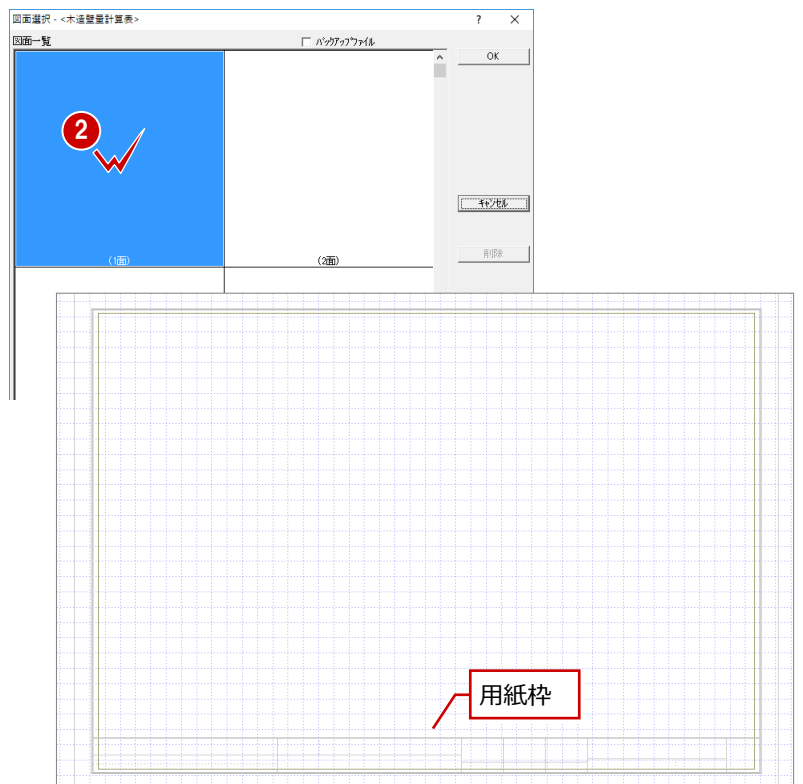 図面選択 - <木造壁量計算表>
?
図面一覧
バックアップファイル
OK
2
キャンセル
(1面)
(2面)
削除
用紙枠